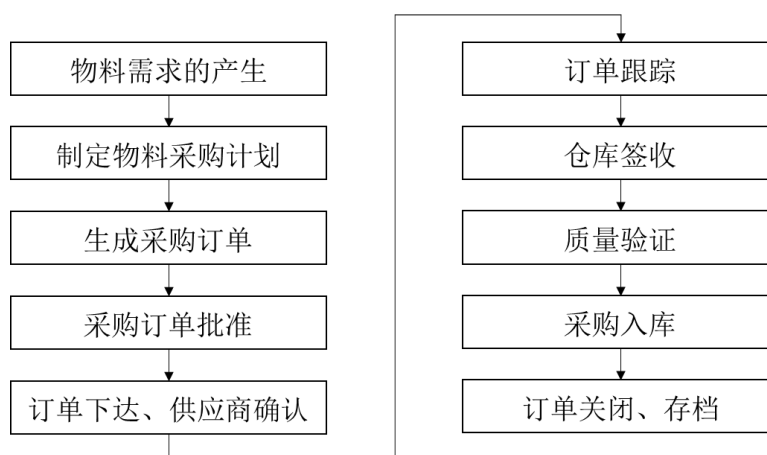 物料需求的产生
制定物料采购计划
生成采购订单
采购订单批准
订单下达、供应商确认
订单跟踪
仓库签收
质量验证
采购入库
订单关闭、存档